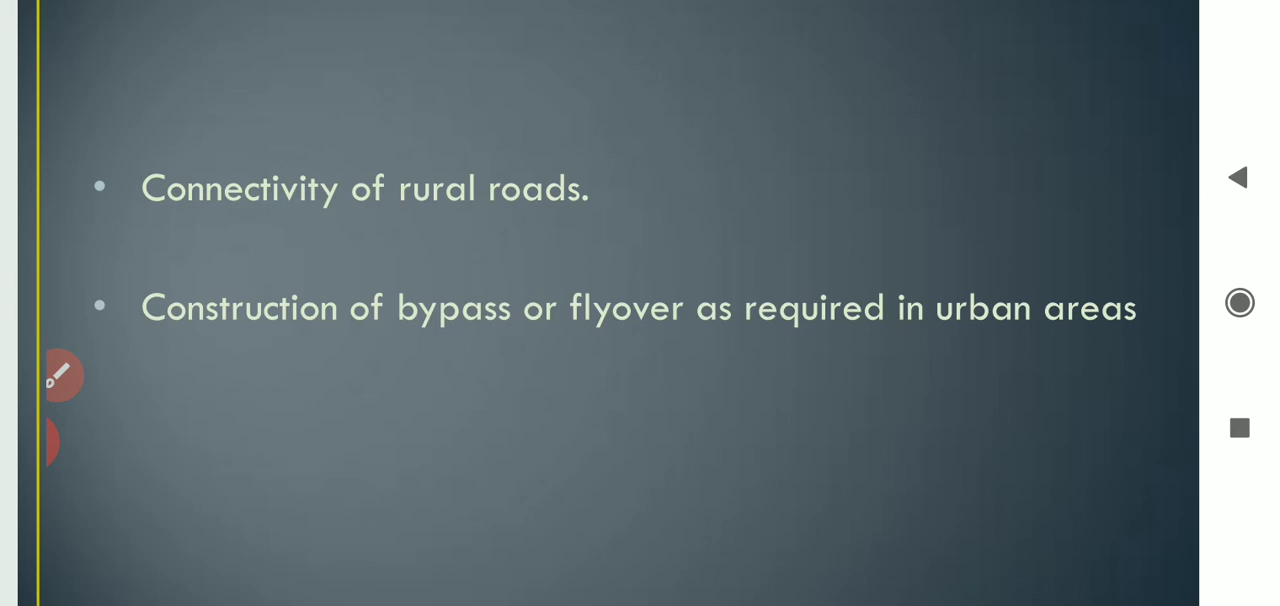 • Connectivity of rural roads.
• Construction of bypass or flyover as required in urban areas